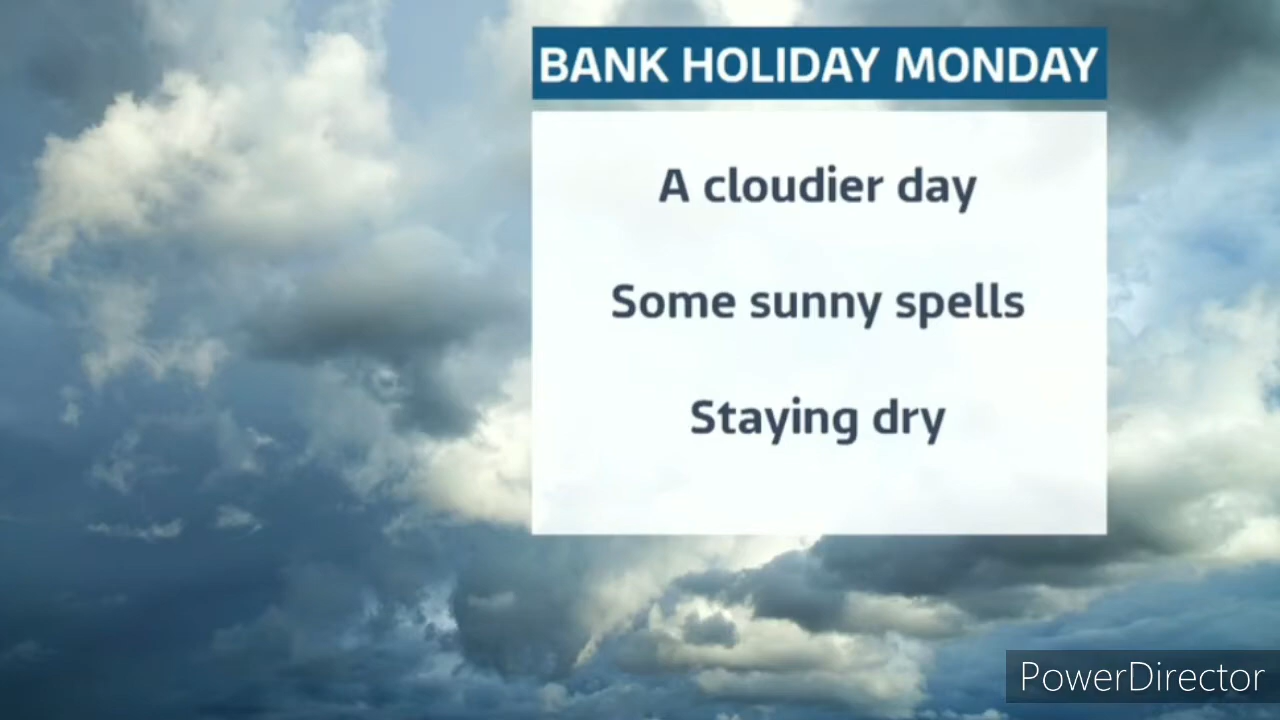 BANK HOLIDAY MONDAY
A cloudier day
Some sunny spells
Staying dry
PowerDirector